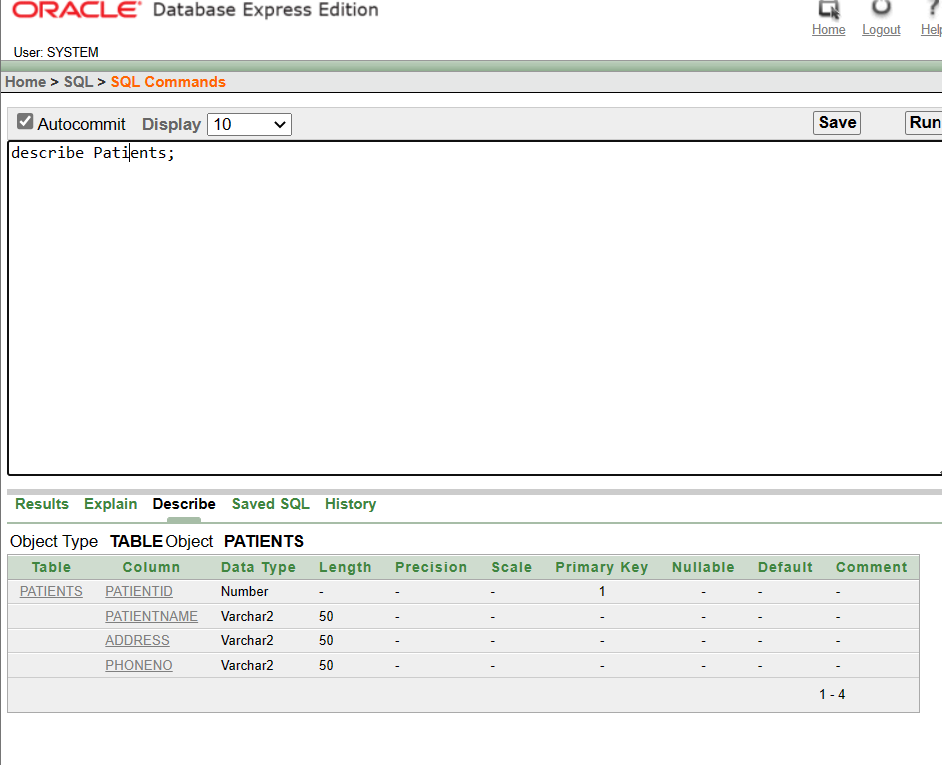 ORACLE Database Express Edition
Home Logout Help
User: SYSTEM
Home > SQL > SQL Commands
Autocommit Display 10 Save Run
describe Patients;
Results Explain Describe Saved SQL History
Object Type TABLE Object PATIENTS
Table Column Data Type Length Precision Scale Primary Key Nullable Default Comment
PATIENTS PATIENTID Number - - - 1 - - -
PATIENTNAME Varchar2 50 - - - - - -
ADDRESS Varchar2 50 - - - - - -
PHONENO Varchar2 50 - - - - - -
1 - 4